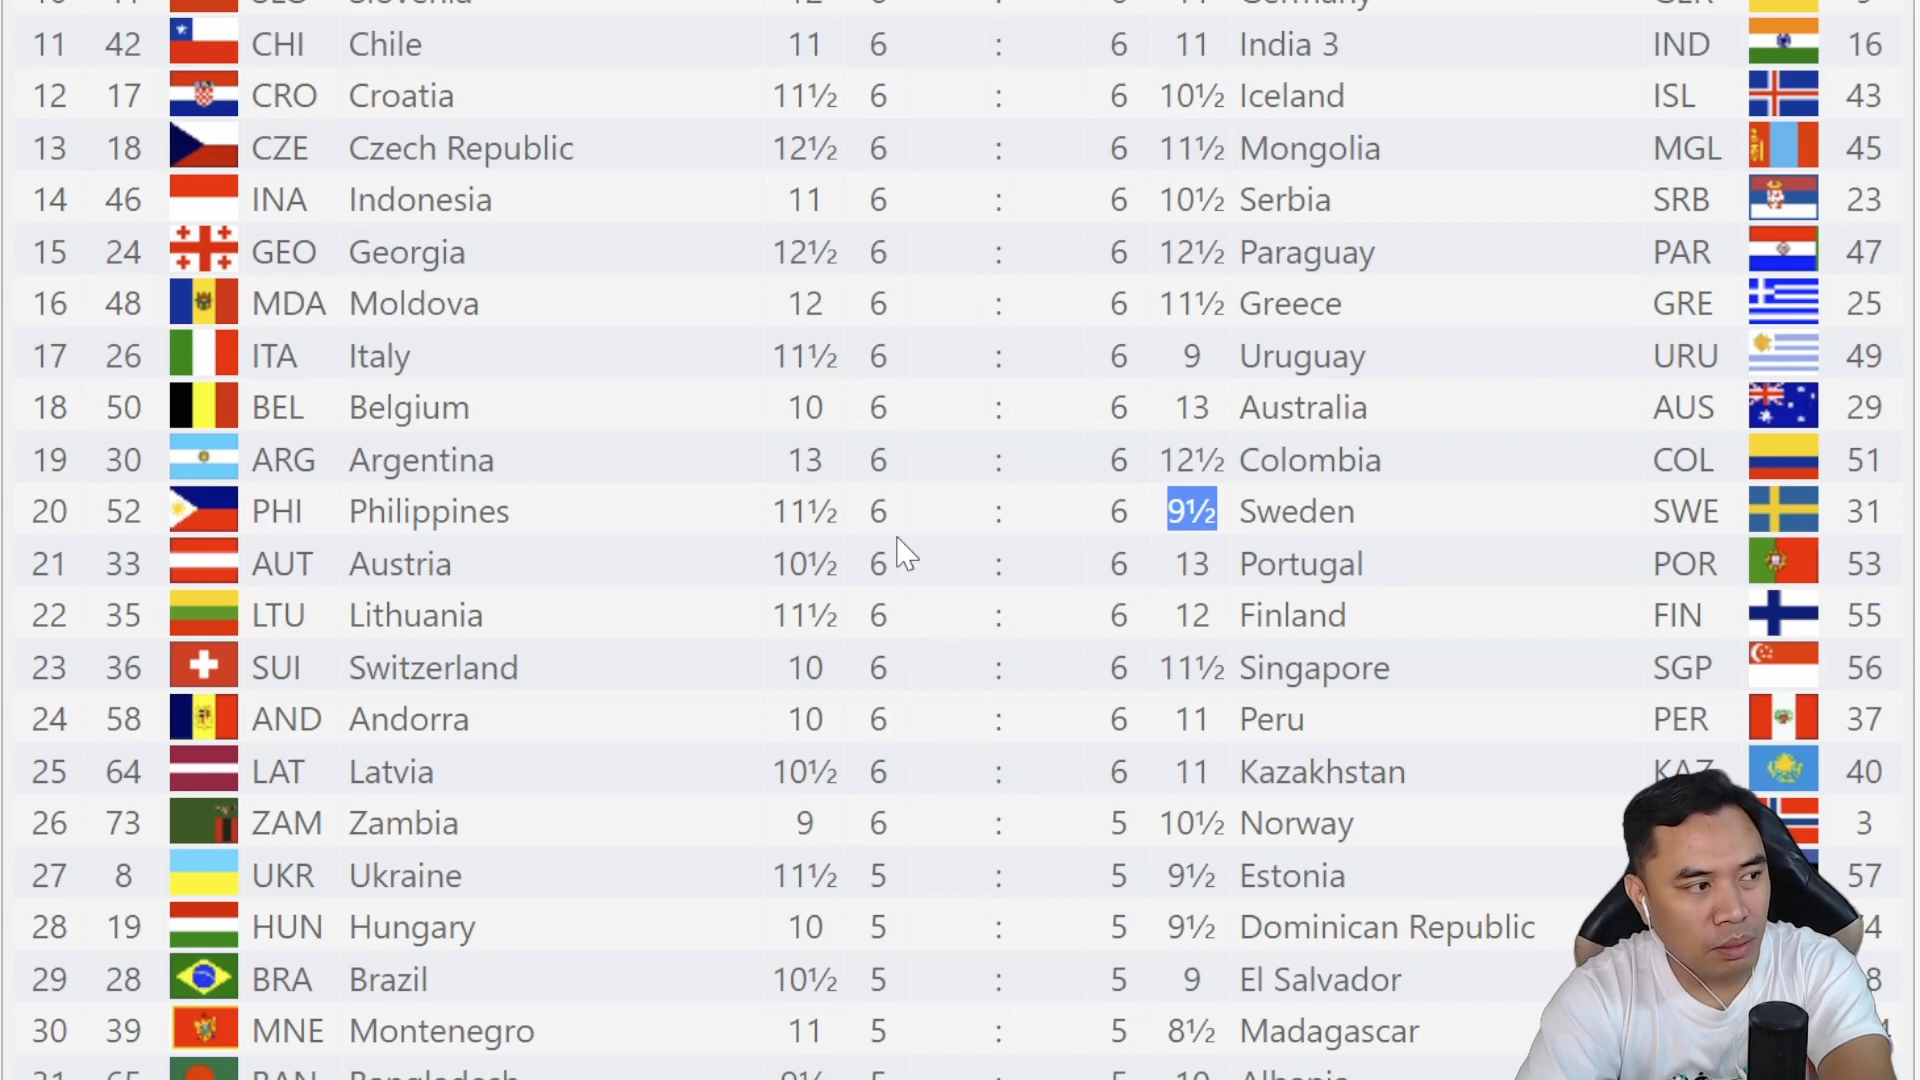 11 42 CHI Chile 11 6 : 6 11 India 3 IND 16
12 17 CRO Croatia 11½ 6 : 6 10½ Iceland ISL 43
13 18 CZE Czech Republic 12½ 6 : 6 11½ Mongolia MGL 45
14 46 INA Indonesia 11 6 : 6 10½ Serbia SRB 23
15 24 GEO Georgia 12½ 6 : 6 12½ Paraguay PAR 47
16 48 MDA Moldova 12 6 : 6 11½ Greece GRE 25
17 26 ITA Italy 11½ 6 : 6 9 Uruguay URU 49
18 50 BEL Belgium 10 6 : 6 13 Australia AUS 29
19 30 ARG Argentina 13 6 : 6 12½ Colombia COL 51
20 52 PHI Philippines 11½ 6 : 6 9½ Sweden SWE 31
21 33 AUT Austria 10½ 6 : 6 13 Portugal POR 53
22 35 LTU Lithuania 11½ 6 : 6 12 Finland FIN 55
23 36 SUI Switzerland 10 6 : 6 11½ Singapore SGP 56
24 58 AND Andorra 10 6 : 6 11 Peru PER 37
25 64 LAT Latvia 10½ 6 : 6 11 Kazakhstan KAZ 40
26 73 ZAM Zambia 9 6 : 5 10½ Norway 3
27 8 UKR Ukraine 11½ 5 : 5 9½ Estonia 57
28 19 HUN Hungary 10 5 : 5 9½ Dominican Republic
29 28 BRA Brazil 10½ 5 : 5 9 El Salvador
30 39 MNE Montenegro 11 5 : 5 8½ Madagascar